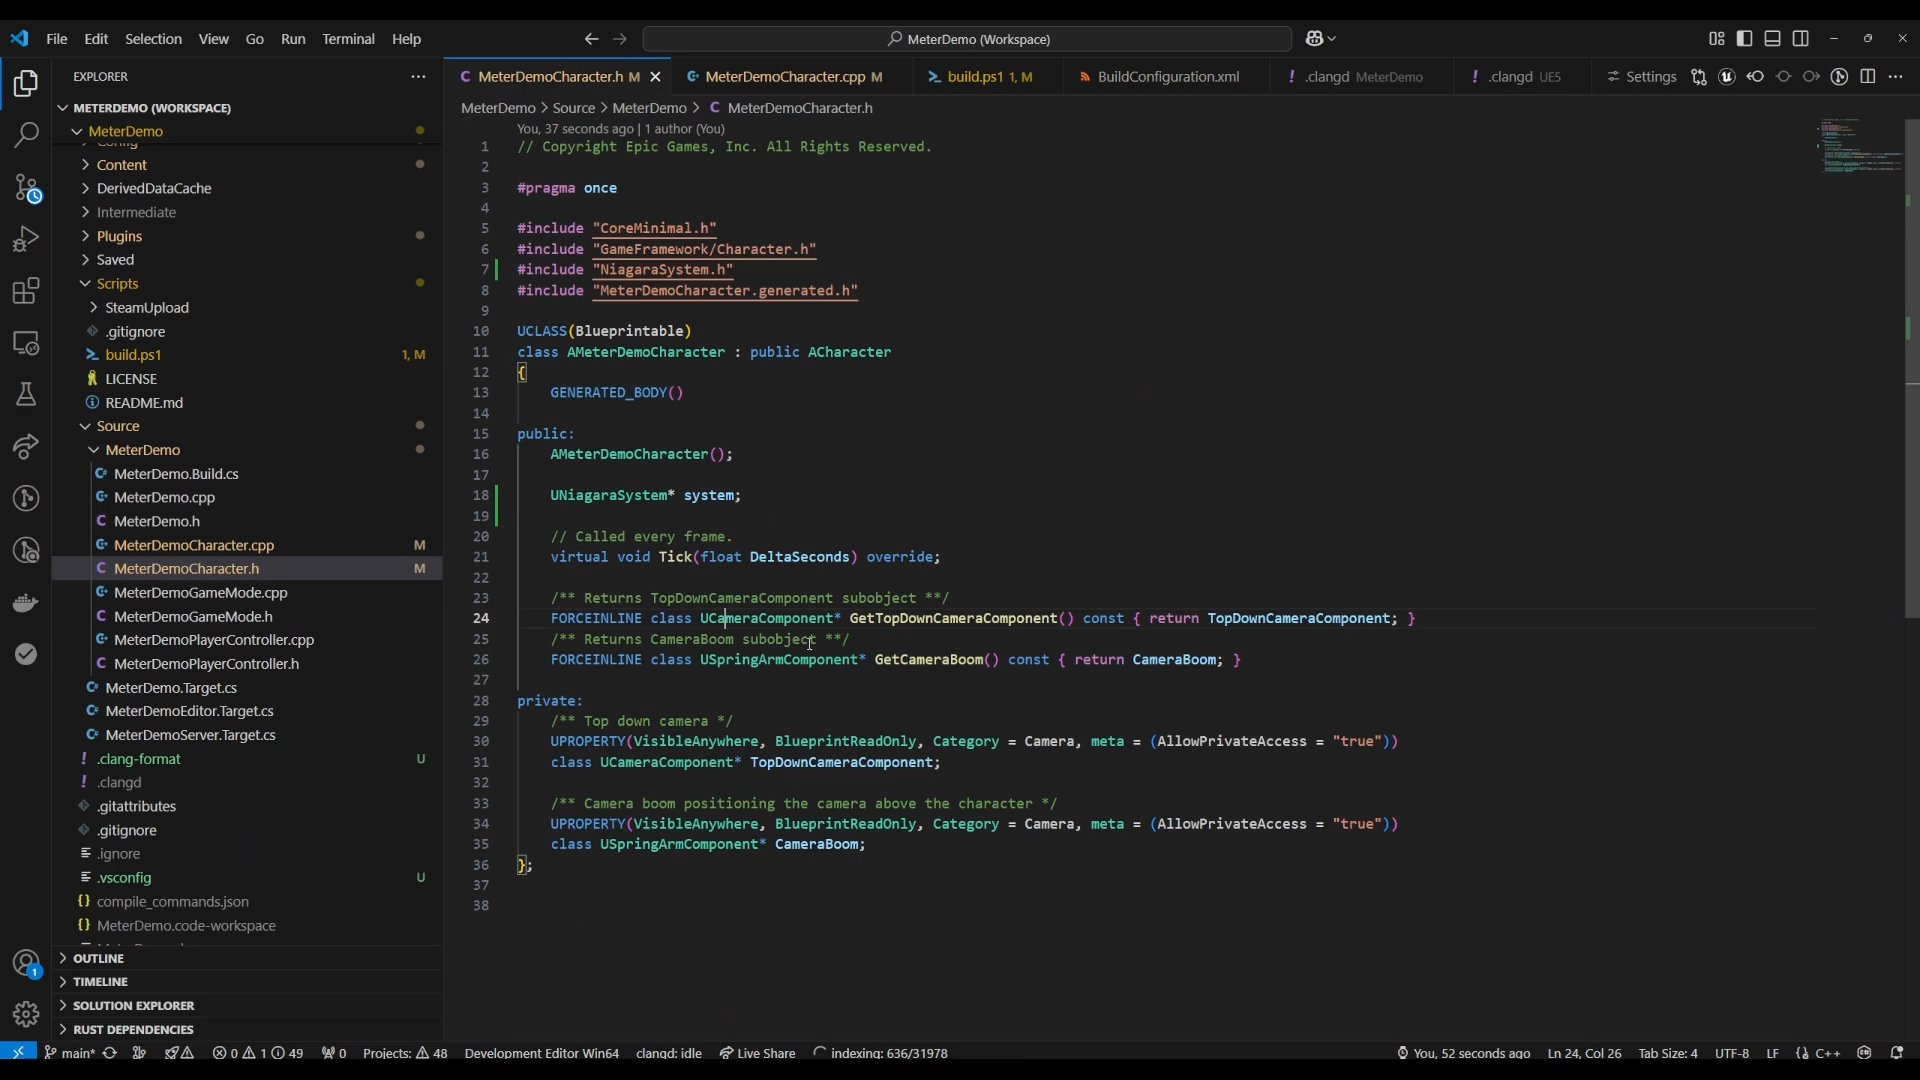 File Edit Selection View Go Run Terminal Help
MeterDemo (Workspace)
EXPLORER
METERDEMO (WORKSPACE)
MeterDemo
Config
Content
DerivedDataCache
Intermediate
Plugins
Saved
Scripts
SteamUpload
.gitignore
build.ps1 1, M
LICENSE
README.md
Source
MeterDemo
MeterDemo.Build.cs
MeterDemo.cpp
MeterDemo.h
MeterDemoCharacter.cpp M
MeterDemoCharacter.h M
MeterDemoGameMode.cpp
MeterDemoGameMode.h
MeterDemoPlayerController.cpp
MeterDemoPlayerController.h
MeterDemo.Target.cs
MeterDemoEditor.Target.cs
MeterDemoServer.Target.cs
.clang-format U
.clangd
.gitattributes
.gitignore
.ignore
.vsconfig U
compile_commands.json
MeterDemo.code-workspace
OUTLINE
TIMELINE
SOLUTION EXPLORER
RUST DEPENDENCIES
1
MeterDemoCharacter.h M MeterDemoCharacter.cpp M build.ps1 1, M BuildConfiguration.xml .clangd MeterDemo .clangd UE5 Settings
MeterDemo > Source > MeterDemo > C MeterDemoCharacter.h
You, 37 seconds ago | 1 author (You)
1 // Copyright Epic Games, Inc. All Rights Reserved.
2
3 #pragma once
4
5 #include "CoreMinimal.h"
6 #include "GameFramework/Character.h"
7 #include "NiagaraSystem.h"
8 #include "MeterDemoCharacter.generated.h"
9
10 UCLASS(Blueprintable)
11 class AMeterDemoCharacter : public ACharacter
12 {
13 GENERATED_BODY()
14
15 public:
16 AMeterDemoCharacter();
17
18 UNiagaraSystem* system;
19
20 // Called every frame.
21 virtual void Tick(float DeltaSeconds) override;
22
23 /** Returns TopDownCameraComponent subobject **/
24 FORCEINLINE class UCameraComponent* GetTopDownCameraComponent() const { return TopDownCameraComponent; }
25 /** Returns CameraBoom subobject **/
26 FORCEINLINE class USpringArmComponent* GetCameraBoom() const { return CameraBoom; }
27
28 private:
29 /** Top down camera */
30 UPROPERTY(VisibleAnywhere, BlueprintReadOnly, Category = Camera, meta = (AllowPrivateAccess = "true"))
31 class UCameraComponent* TopDownCameraComponent;
32
33 /** Camera boom positioning the camera above the character */
34 UPROPERTY(VisibleAnywhere, BlueprintReadOnly, Category = Camera, meta = (AllowPrivateAccess = "true"))
35 class USpringArmComponent* CameraBoom;
36 };
37
38
main* 0 1 49 0 Projects: 48 Development Editor Win64 clangd: idle Live Share indexing: 636/31978 You, 52 seconds ago Ln 24, Col 26 Tab Size: 4 UTF-8 LF {} C++